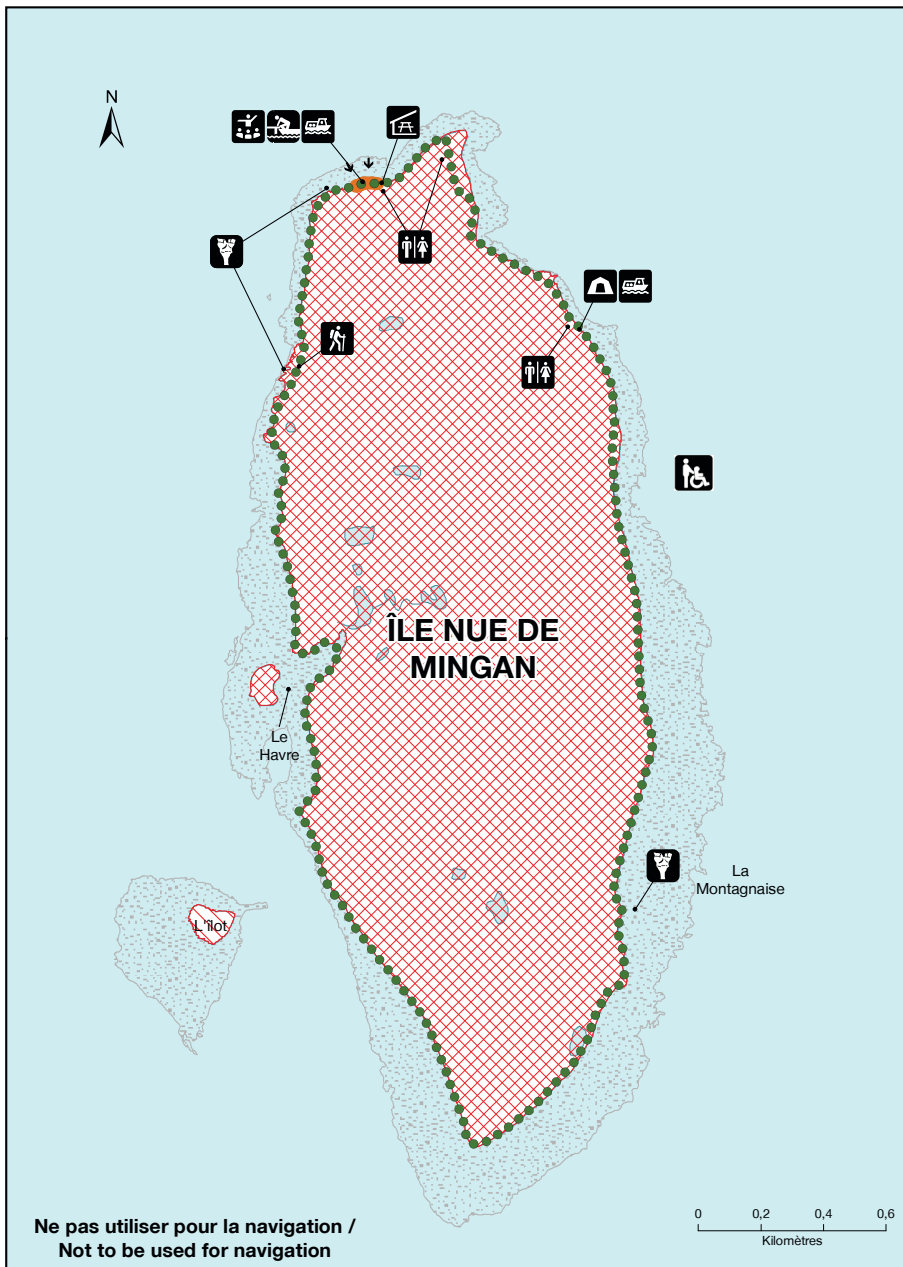 N
ÎLE NUE DE
MINGAN
Le
Havre
La
Montagnaise
L'îlot
Ne pas utiliser pour la navigation /
Not to be used for navigation
0 0,2 0,4 0,6
Kilomètres